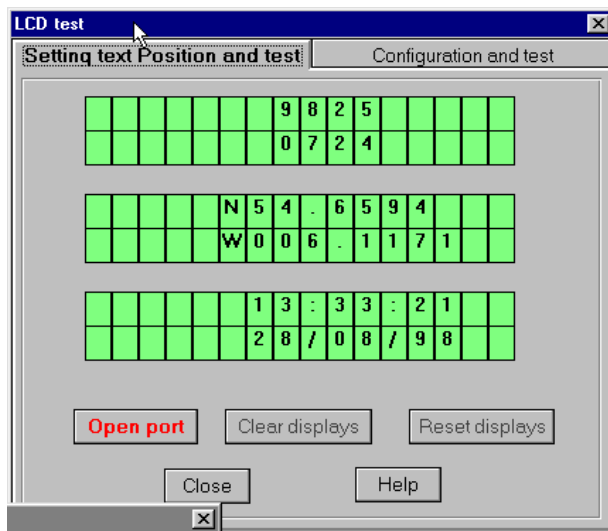 LCD test
Setting text Position and test Configuration and test
9825
0724
N54.6594
W006.1171
13:33:21
28/08/98
Open port Clear displays Reset displays
Close Help